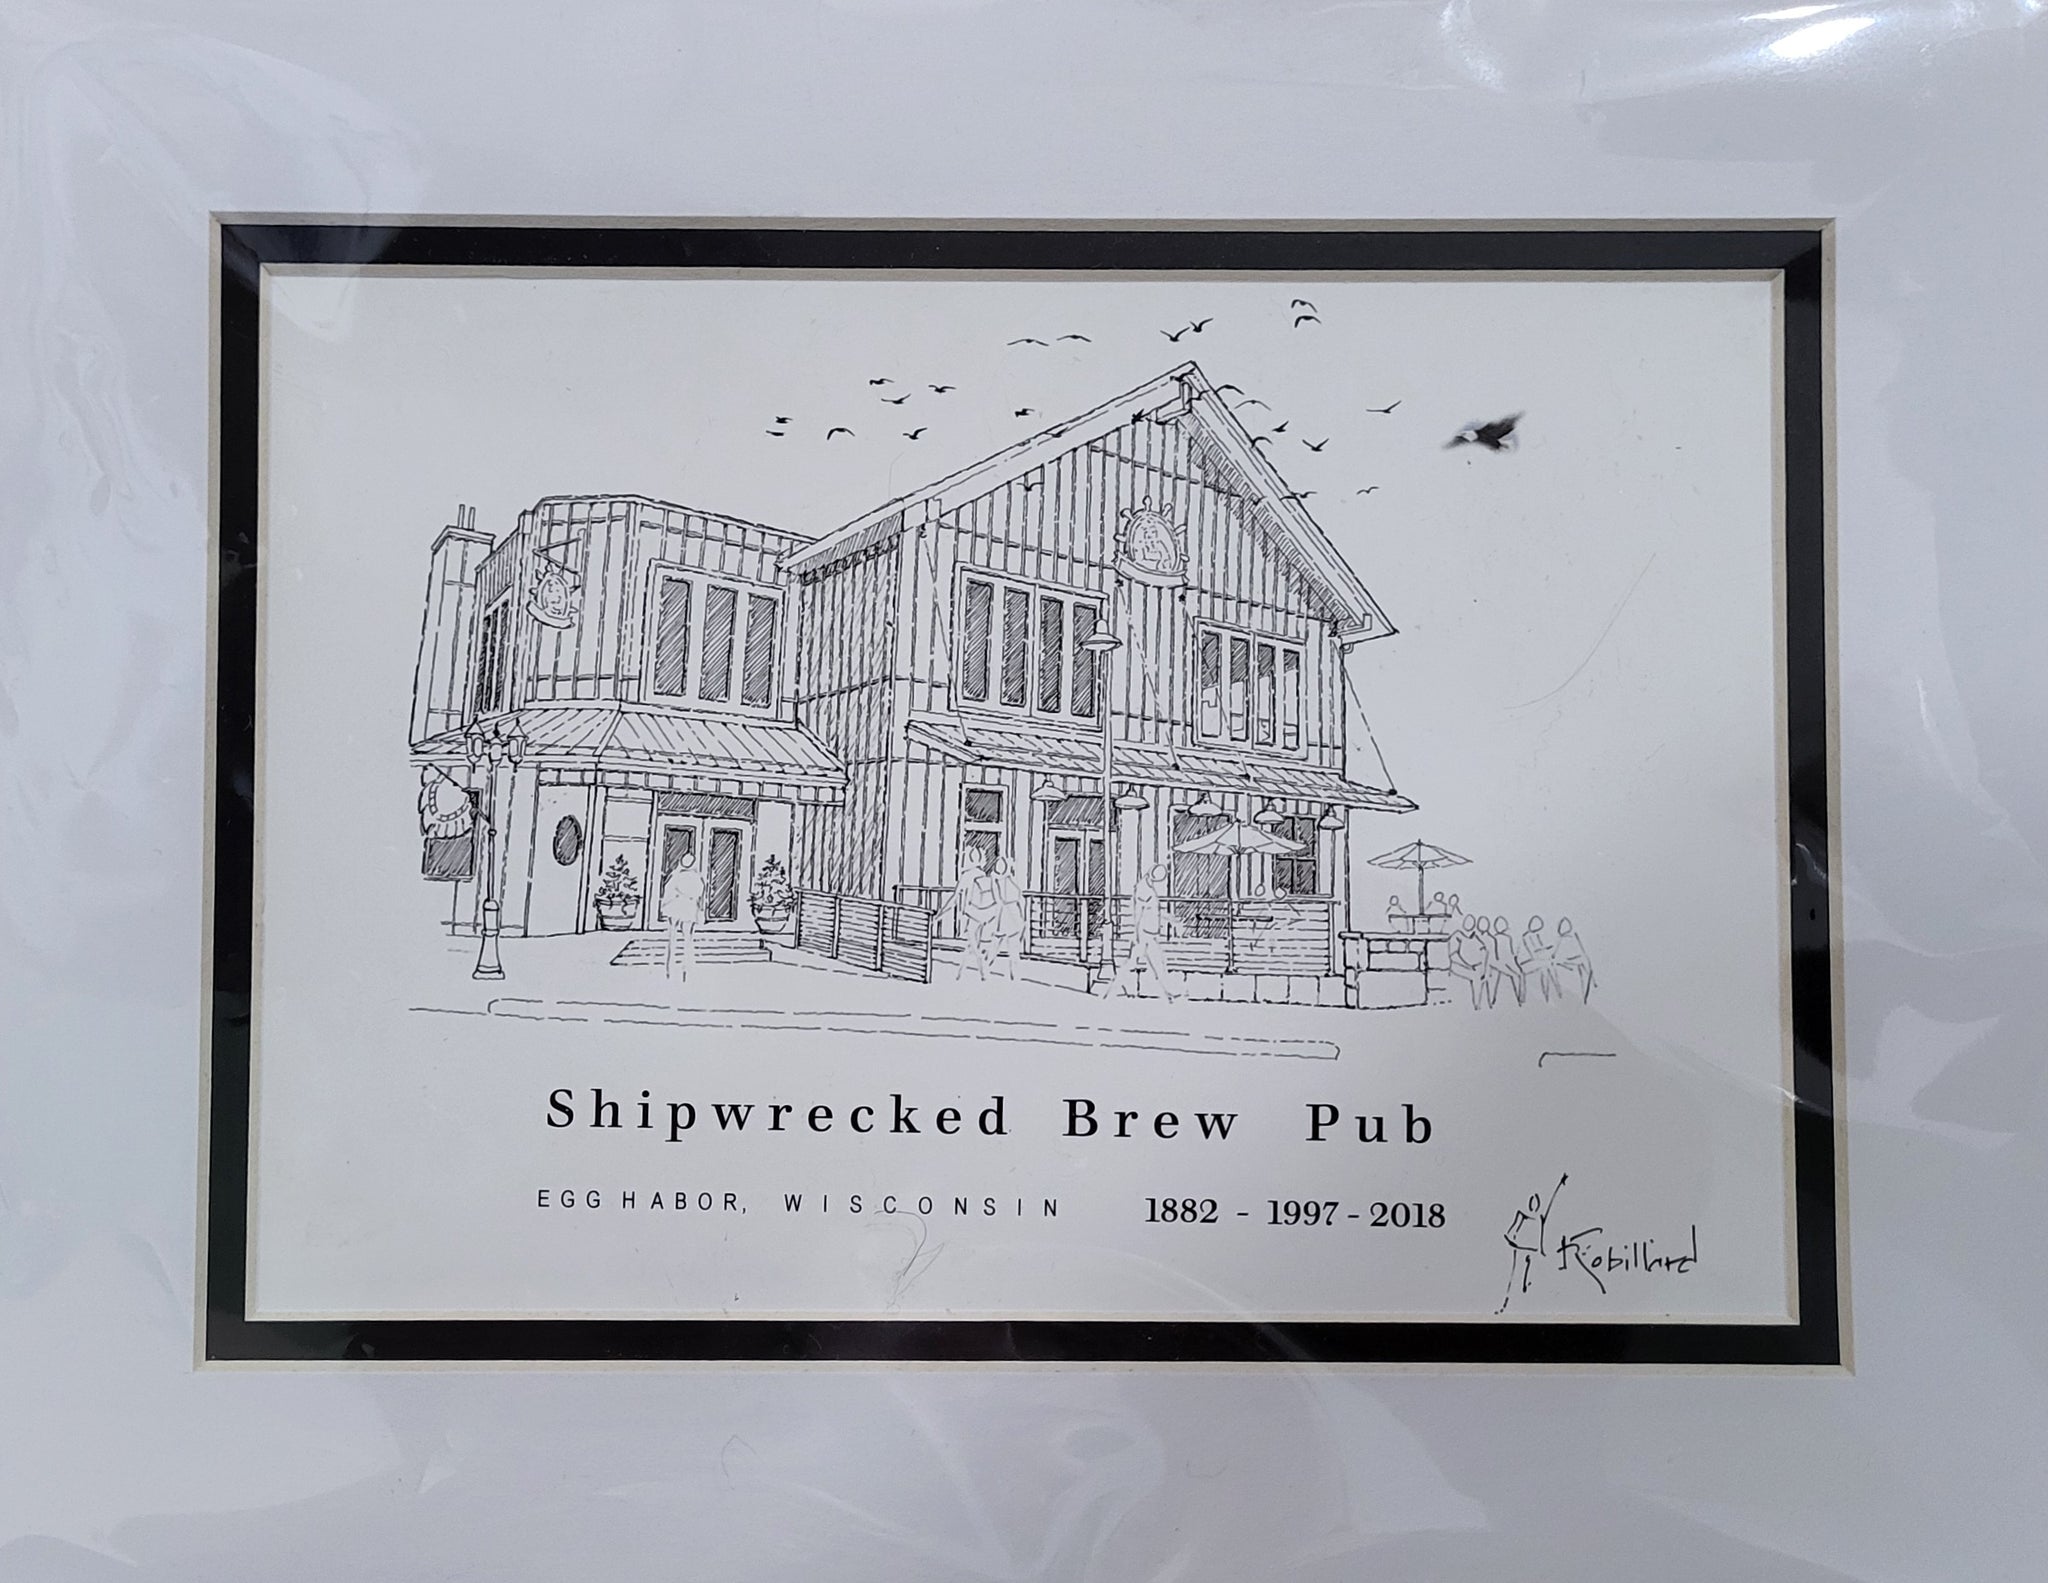 Shipwrecked Brew Pub
EGG HABOR, WISCONSIN 1882 - 1997 - 2018
Robillard